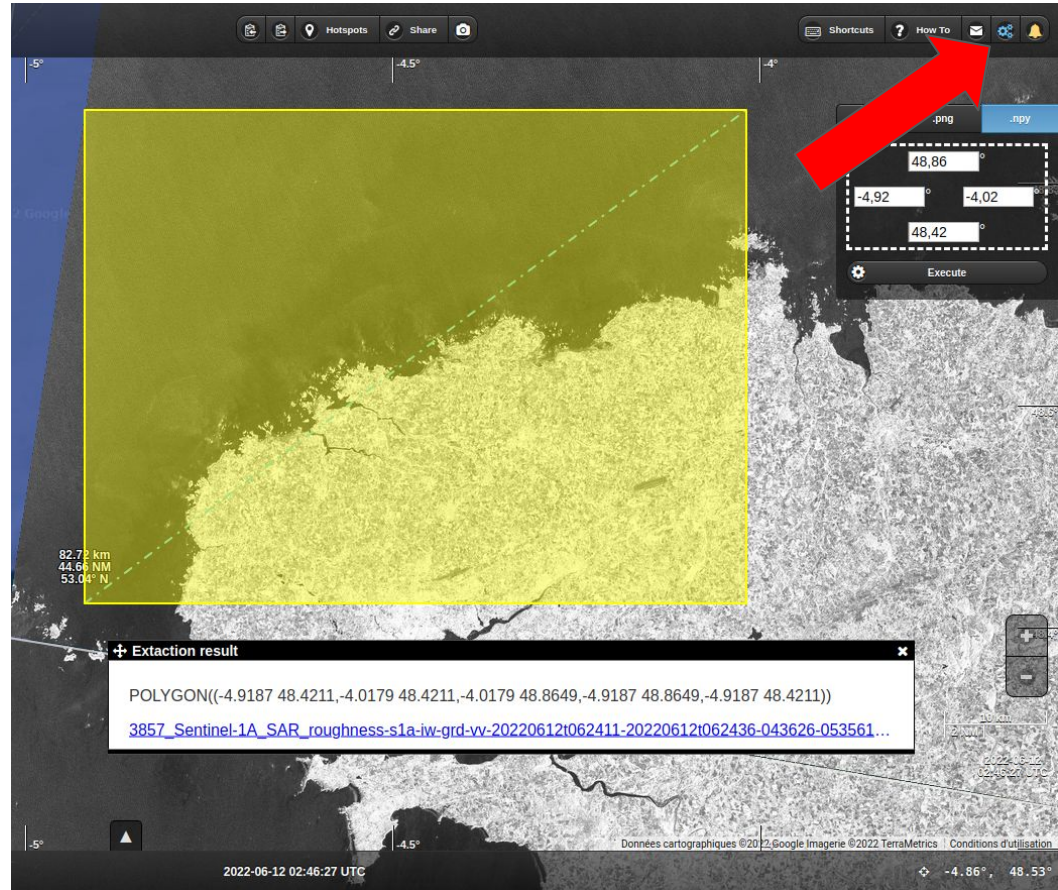 Hotspots
Share
Shortcuts
? How To
-5°
-4.5°
-4°
.png
.npy
48,86 °
-4,92 °
-4,02 °
48,42 °
Execute
Google
48.6°
82.72 km
44.66 NM
53.04° N
+
−
Extaction result
POLYGON((-4.9187 48.4211,-4.0179 48.4211,-4.0179 48.8649,-4.9187 48.8649,-4.9187 48.4211))
3857_Sentinel-1A_SAR_roughness-s1a-iw-grd-vv-20220612t062411-20220612t062436-043626-053561...
10 km
2022-06-12
02:46:27 UTC
-5°
-4.5°
Données cartographiques ©2022 Google Imagerie ©2022 TerraMetrics
Conditions d'utilisation
2022-06-12 02:46:27 UTC
-4.86°, 48.53°